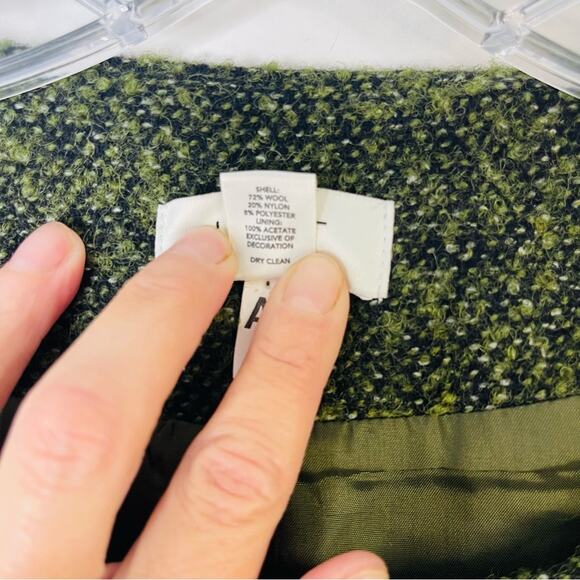 SHELL:
72% WOOL
20% NYLON
8% POLYESTER
LINING:
100% ACETATE
EXCLUSIVE OF
DECORATION
DRY CLEAN
A